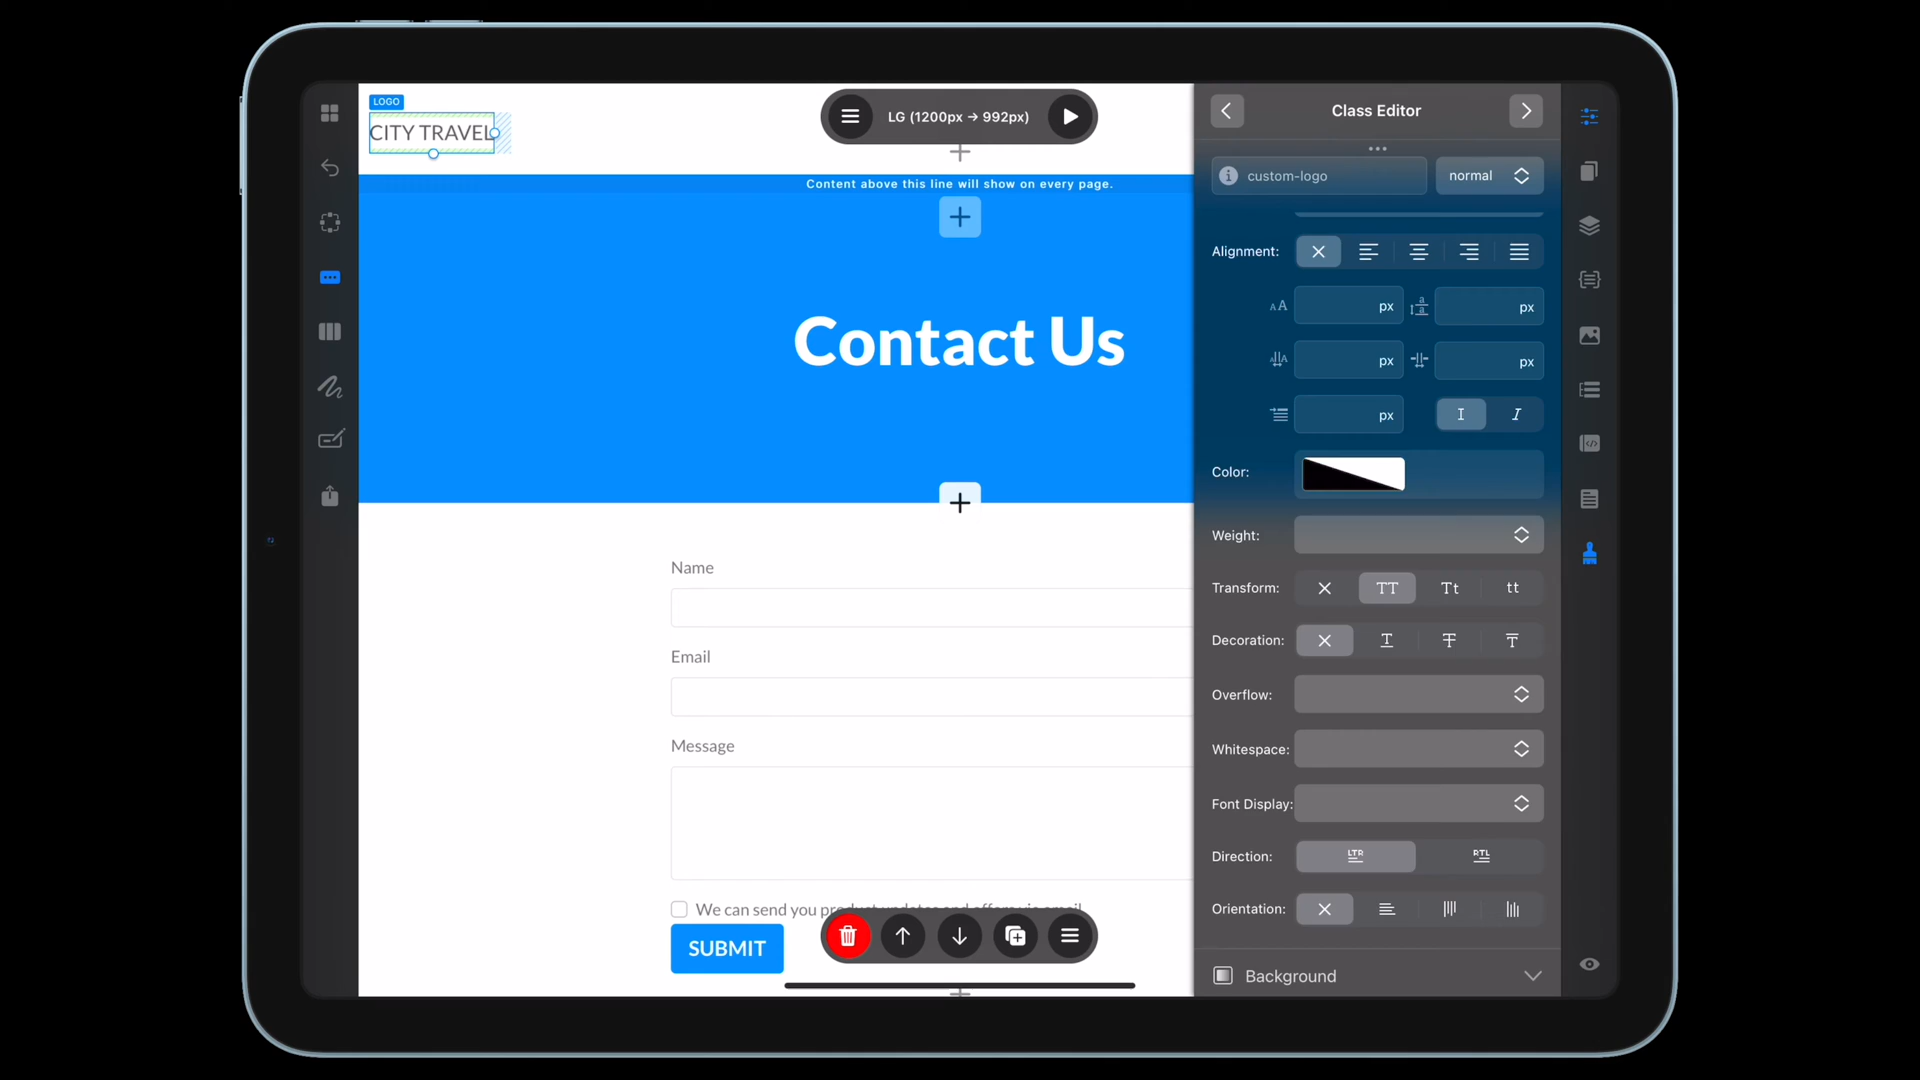 LOGO
CITY TRAVEL
LG (1200px → 992px)
Content above this line will show on every page.
Contact Us
Name
Email
Message
We can send you
SUBMIT
Class Editor
custom-logo
normal
Alignment:
px
px
px
px
px
Color:
Weight:
Transform:
TT
Tt
tt
Decoration:
Overflow:
Whitespace:
Font Display:
Direction:
LTR
RTL
Orientation:
Background